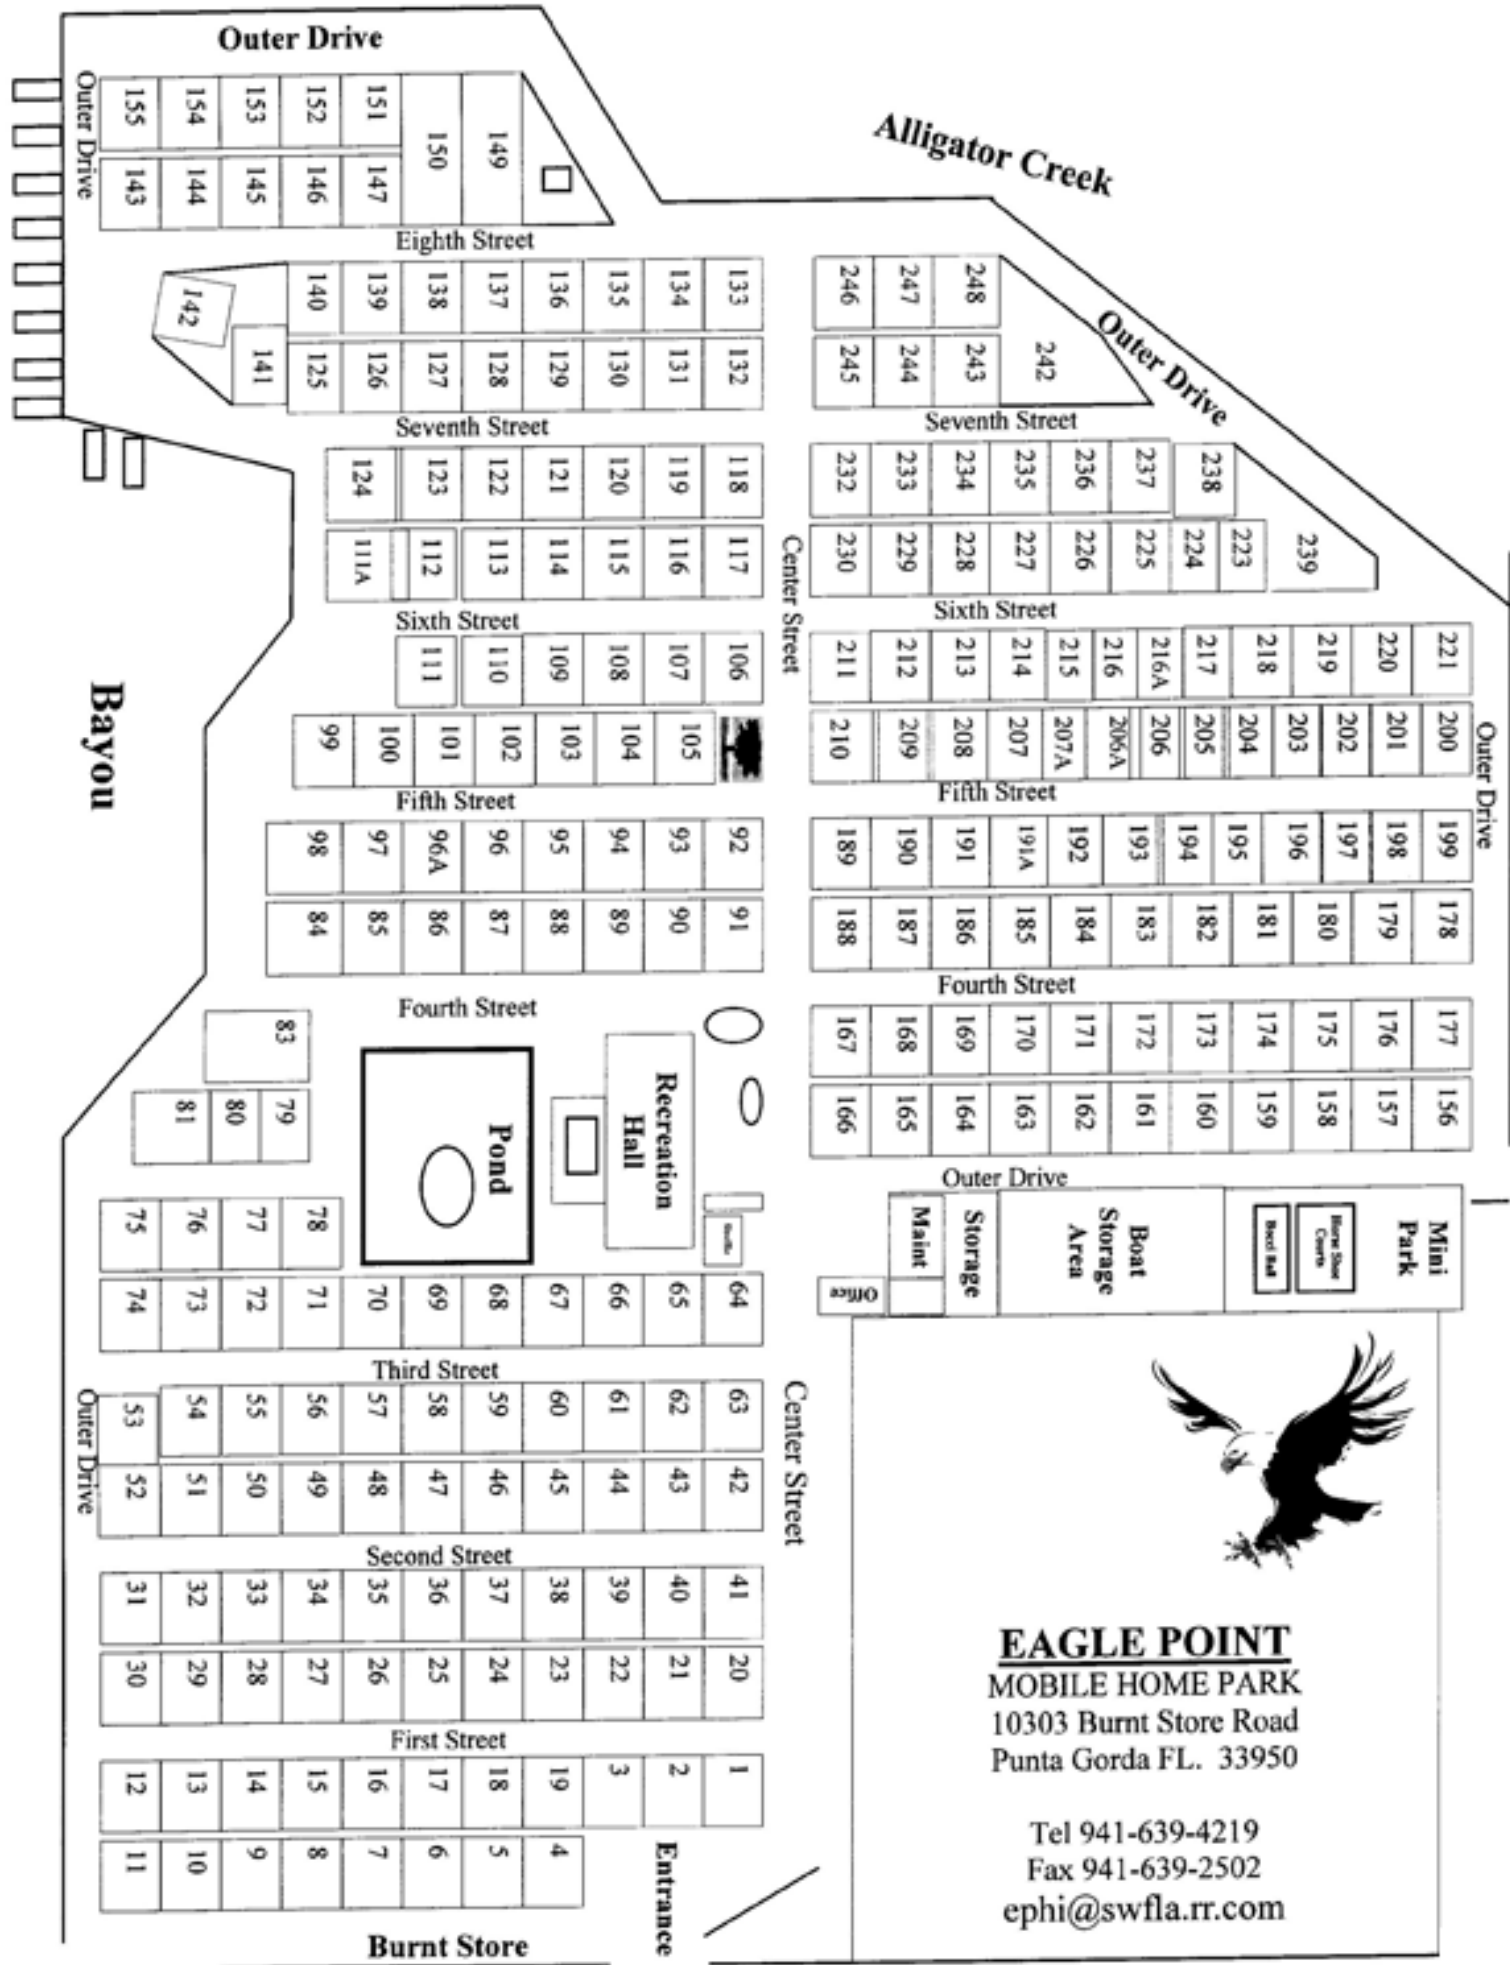 Outer Drive
Alligator Creek
Outer Drive
155 154 153 152 151 150 149
143 144 145 146 147
Eighth Street
142 140 139 138 137 136 135 134 133
246 247 248
Outer Drive
141 125 126 127 128 129 130 131 132
245 244 243 242
Seventh Street
Seventh Street
124 123 122 121 120 119 118
232 233 234 235 236 237 238
111A 112 113 114 115 116 117
Center Street
230 229 228 227 226 225 224 223 239
Sixth Street
Sixth Street
111 110 109 108 107 106
211 212 213 214 215 216 216A 217 218 219 220 221
Bayou
99 100 101 102 103 104 105
210 209 208 207 207A 206A 206 205 204 203 202 201 200
Outer Drive
Fifth Street
Fifth Street
98 97 96A 96 95 94 93 92
189 190 191 191A 192 193 194 195 196 197 198 199
84 85 86 87 88 89 90 91
188 187 186 185 184 183 182 181 180 179 178
Fourth Street
Fourth Street
83
167 168 169 170 171 172 173 174 175 176 177
81 80 79
Pond
Recreation
Hall
166 165 164 163 162 161 160 159 158 157 156
Outer Drive
75 76 77 78
Maint
Storage
Boat
Storage
Area
Bocci Ball
Horse Shoe
Courts
Mini
Park
Office
74 73 72 71 70 69 68 67 66 65 64
Third Street
Outer Drive
53 54 55 56 57 58 59 60 61 62 63
Center Street
52 51 50 49 48 47 46 45 44 43 42
Second Street
31 32 33 34 35 36 37 38 39 40 41
30 29 28 27 26 25 24 23 22 21 20
First Street
12 13 14 15 16 17 18 19 3 2 1
11 10 9 8 7 6 5 4
Entrance
Burnt Store
EAGLE POINT
MOBILE HOME PARK
10303 Burnt Store Road
Punta Gorda FL. 33950
Tel 941-639-4219
Fax 941-639-2502
ephi@swfla.rr.com